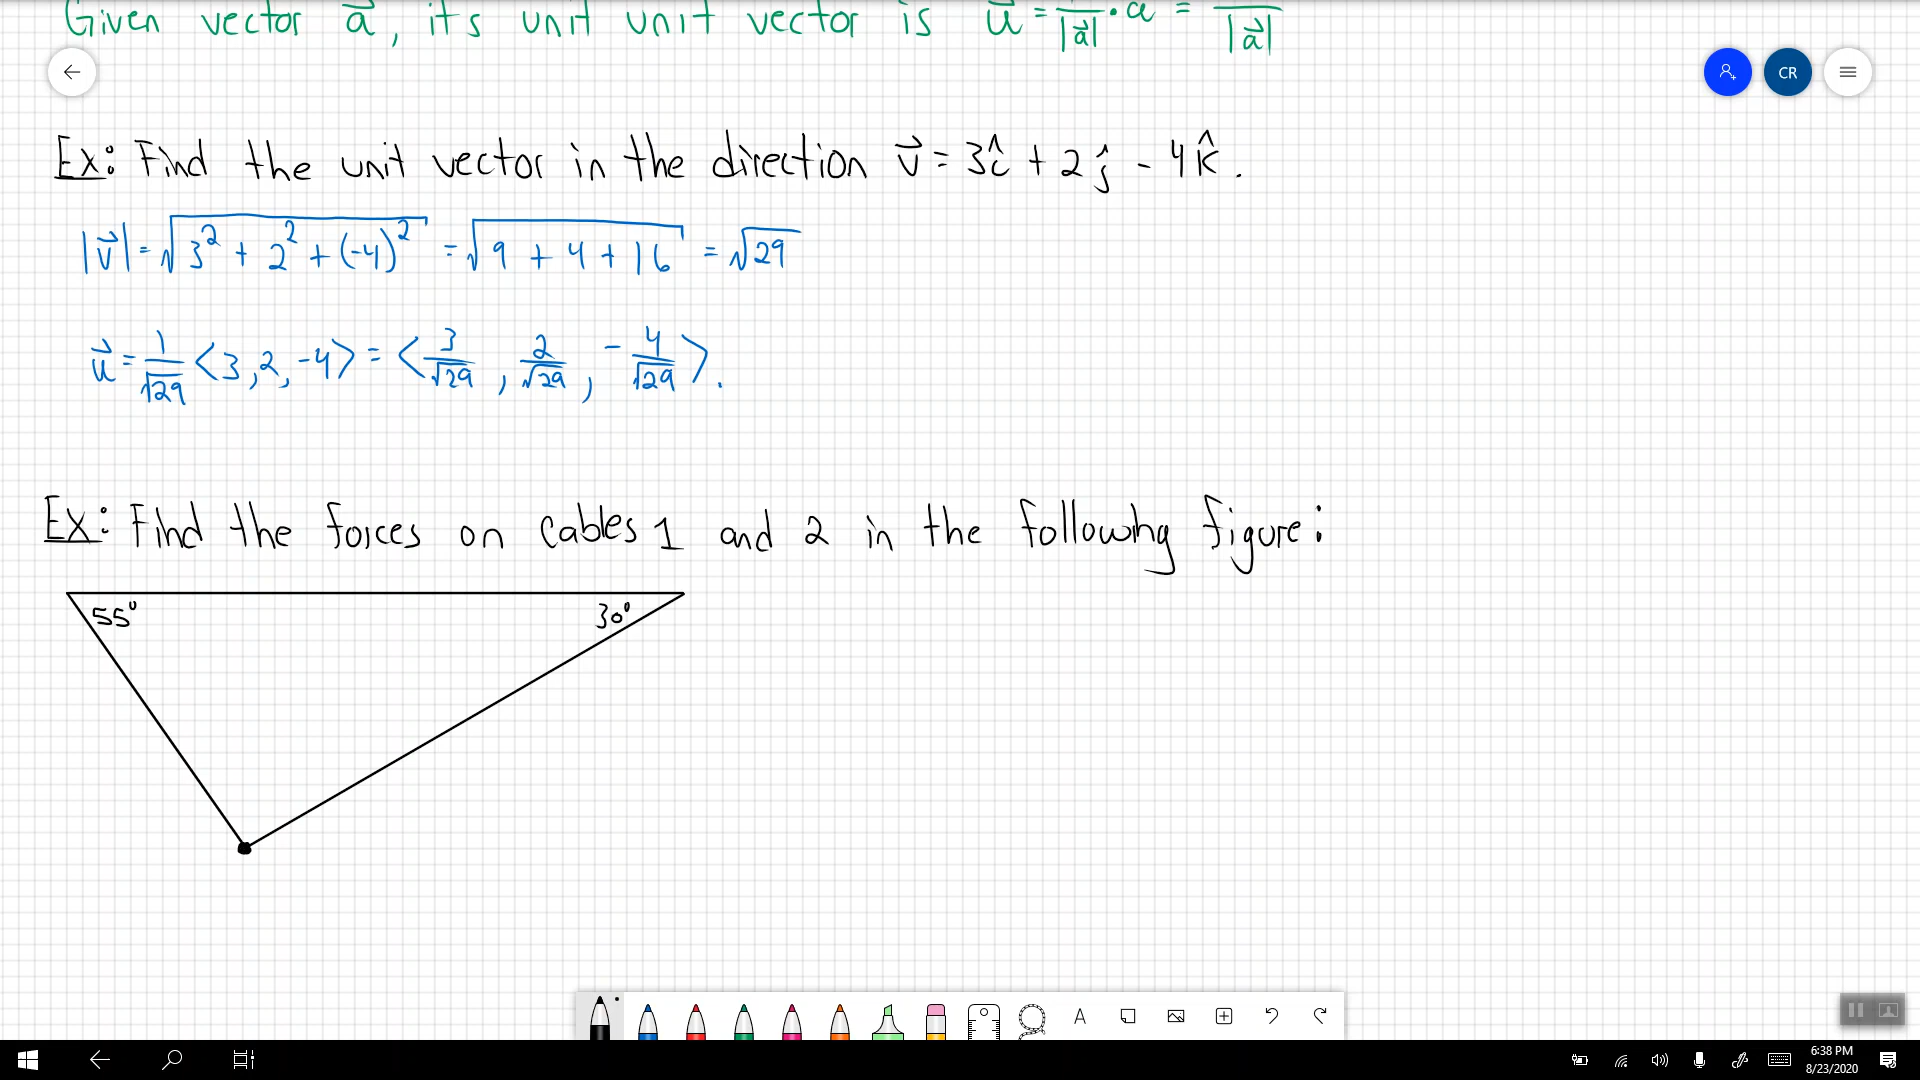 Given vector a⃗, it's unit unit vector is u⃗ = 1/|a⃗| · a⃗ = /|a⃗|
CR
Ex: Find the unit vector in the direction v⃗ = 3î + 2ĵ - 4k̂.
|v⃗| = √(3² + 2² + (-4)²) = √(9 + 4 + 16) = √29
u⃗ = 1/√29 <3, 2, -4> = <3/√29, 2/√29, -4/√29>.
Ex: Find the forces on cables 1 and 2 in the following figure:
55° 30°
A
6:38 PM
8/23/2020